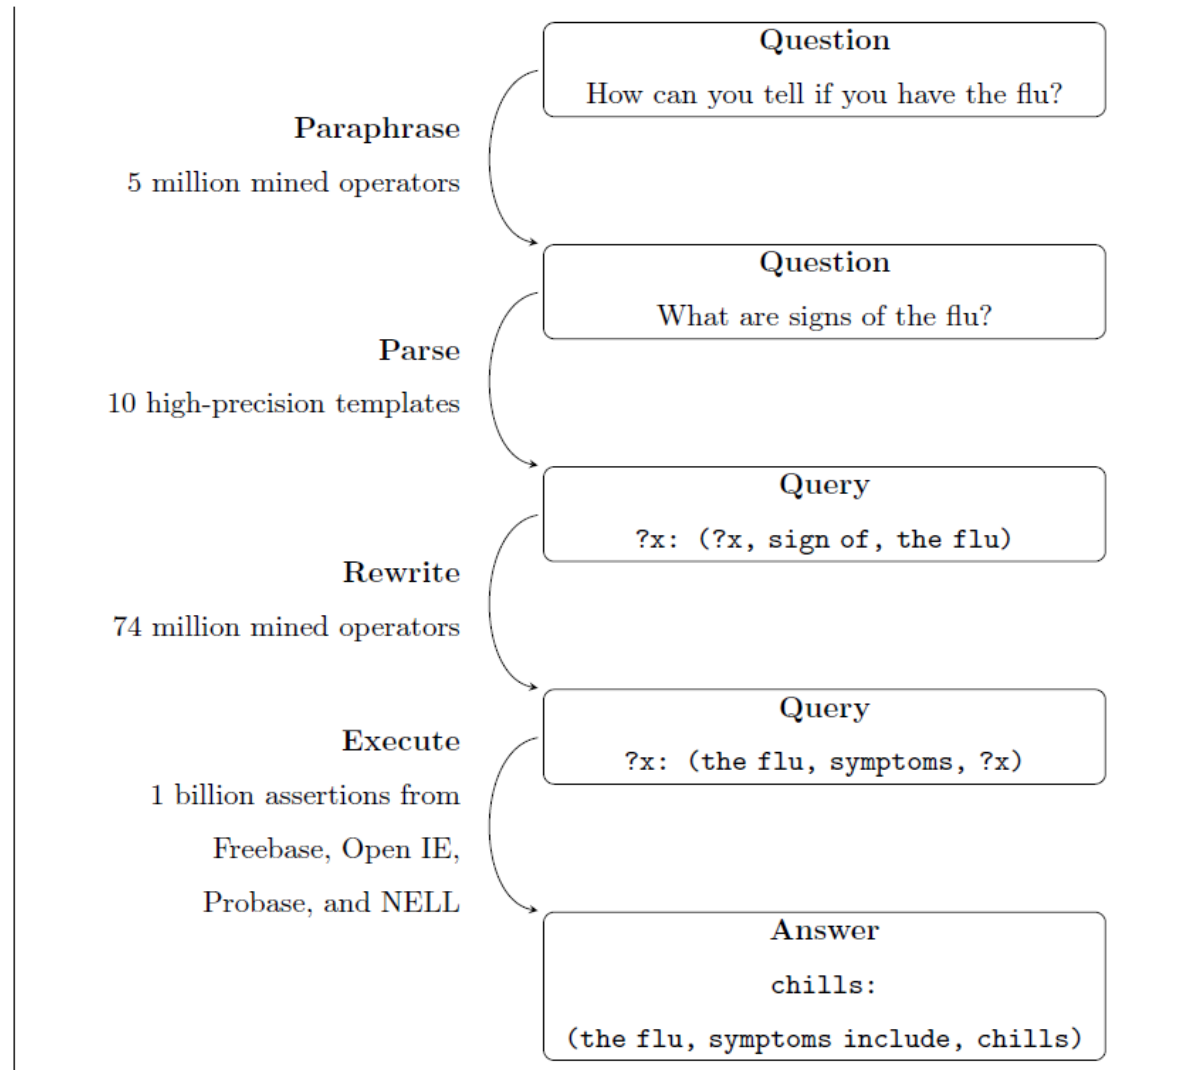 Question
How can you tell if you have the flu?
Paraphrase
5 million mined operators
Question
What are signs of the flu?
Parse
10 high-precision templates
Query
?x: (?x, sign of, the flu)
Rewrite
74 million mined operators
Query
?x: (the flu, symptoms, ?x)
Execute
1 billion assertions from
Freebase, Open IE,
Probase, and NELL
Answer
chills:
(the flu, symptoms include, chills)